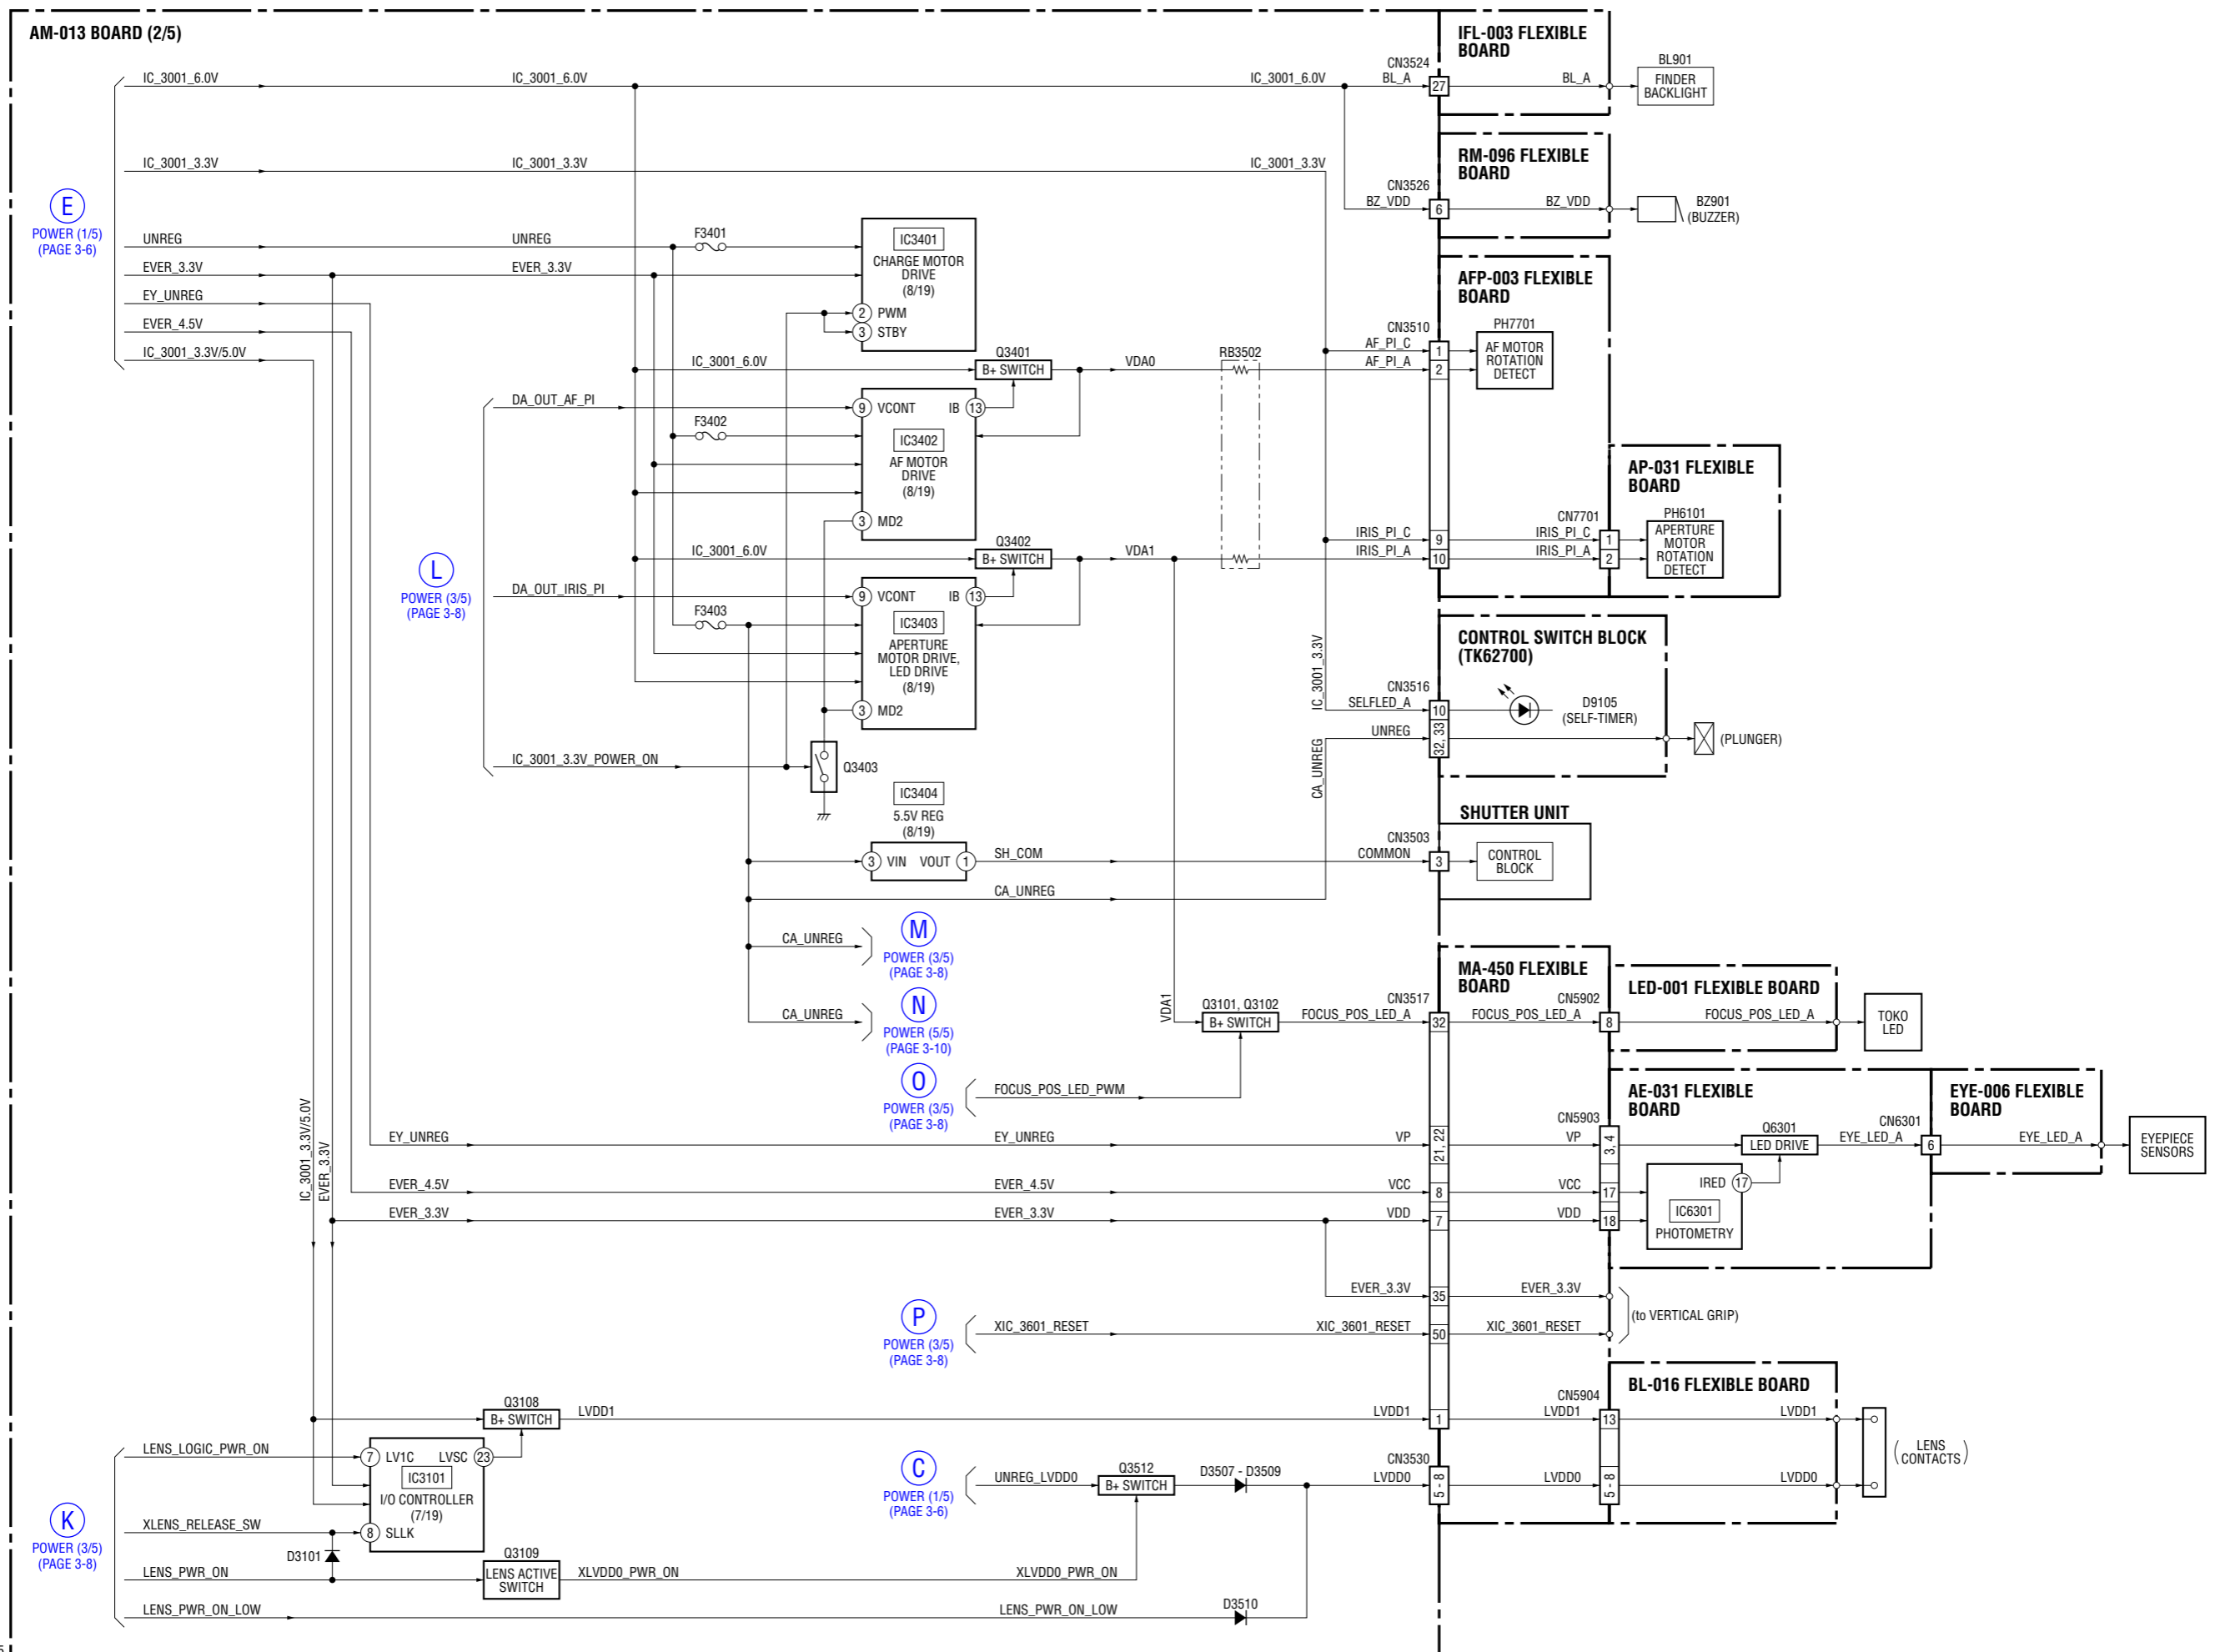 AM-013 BOARD (2/5)
IFL-003 FLEXIBLE
BOARD
CN3524
BL901
IC_3001_6.0V
IC_3001_6.0V
IC_3001_6.0V
BL_A
27
BL_A
FINDER
BACKLIGHT
RM-096 FLEXIBLE
BOARD
IC_3001_3.3V
IC_3001_3.3V
IC_3001_3.3V
CN3526
BZ_VDD
6
BZ_VDD
BZ901
(BUZZER)
E
POWER (1/5)
(PAGE 3-6)
UNREG
UNREG
F3401
IC3401
CHARGE MOTOR
DRIVE
(8/19)
2 PWM
3 STBY
EVER_3.3V
EVER_3.3V
EY_UNREG
EVER_4.5V
IC_3001_3.3V/5.0V
AFP-003 FLEXIBLE
BOARD
PH7701
CN3510
AF_PI_C
1
AF MOTOR
ROTATION
DETECT
AF_PI_A
2
IC_3001_6.0V
Q3401
B+ SWITCH
VDA0
RB3502
DA_OUT_AF_PI
9 VCONT
IB 13
F3402
IC3402
AF MOTOR
DRIVE
(8/19)
3 MD2
AP-031 FLEXIBLE
BOARD
CN7701
PH6101
IRIS_PI_C
9
IRIS_PI_C
1
APERTURE
MOTOR
ROTATION
DETECT
IRIS_PI_A
10
IRIS_PI_A
2
IC_3001_6.0V
Q3402
B+ SWITCH
VDA1
L
POWER (3/5)
(PAGE 3-8)
DA_OUT_IRIS_PI
9 VCONT
IB 13
F3403
IC3403
APERTURE
MOTOR DRIVE,
LED DRIVE
(8/19)
3 MD2
IC_3001_3.3V
CONTROL SWITCH BLOCK
(TK62700)
CN3516
SELFLED_A
10
D9105
(SELF-TIMER)
UNREG
32, 33
(PLUNGER)
CA_UNREG
IC_3001_3.3V_POWER_ON
Q3403
IC3404
5.5V REG
(8/19)
3 VIN
VOUT 1
SH_COM
SHUTTER UNIT
CN3503
COMMON
3
CONTROL
BLOCK
CA_UNREG
CA_UNREG
M
POWER (3/5)
(PAGE 3-8)
CA_UNREG
N
POWER (5/5)
(PAGE 3-10)
VDA1
Q3101, Q3102
B+ SWITCH
MA-450 FLEXIBLE
BOARD
CN3517
FOCUS_POS_LED_A
32
FOCUS_POS_LED_A
CN5902
8
LED-001 FLEXIBLE BOARD
FOCUS_POS_LED_A
TOKO
LED
O
POWER (3/5)
(PAGE 3-8)
FOCUS_POS_LED_PWM
AE-031 FLEXIBLE
BOARD
EYE-006 FLEXIBLE
BOARD
IC_3001_3.3V/5.0V
EVER_3.3V
CN5903
Q6301
CN6301
EY_UNREG
EY_UNREG
VP
21, 22
VP
3, 4
LED DRIVE
EYE_LED_A
6
EYE_LED_A
EYEPIECE
SENSORS
EVER_4.5V
EVER_4.5V
VCC
8
VCC
17
IRED 17
IC6301
PHOTOMETRY
EVER_3.3V
EVER_3.3V
VDD
7
VDD
18
EVER_3.3V
35
EVER_3.3V
(to VERTICAL GRIP)
P
POWER (3/5)
(PAGE 3-8)
XIC_3601_RESET
XIC_3601_RESET
50
XIC_3601_RESET
BL-016 FLEXIBLE BOARD
Q3108
B+ SWITCH
LVDD1
LVDD1
1
LVDD1
CN5904
13
LVDD1
LENS_LOGIC_PWR_ON
7 LV1C
LVSC 23
IC3101
I/O CONTROLLER
(7/19)
8 SLLK
C
POWER (1/5)
(PAGE 3-6)
UNREG_LVDD0
Q3512
B+ SWITCH
D3507 - D3509
CN3530
LVDD0
5 - 8
LVDD0
5 - 8
LVDD0
(LENS
CONTACTS)
K
POWER (3/5)
(PAGE 3-8)
XLENS_RELEASE_SW
D3101
LENS_PWR_ON
Q3109
LENS ACTIVE
SWITCH
XLVDD0_PWR_ON
XLVDD0_PWR_ON
LENS_PWR_ON_LOW
LENS_PWR_ON_LOW
D3510